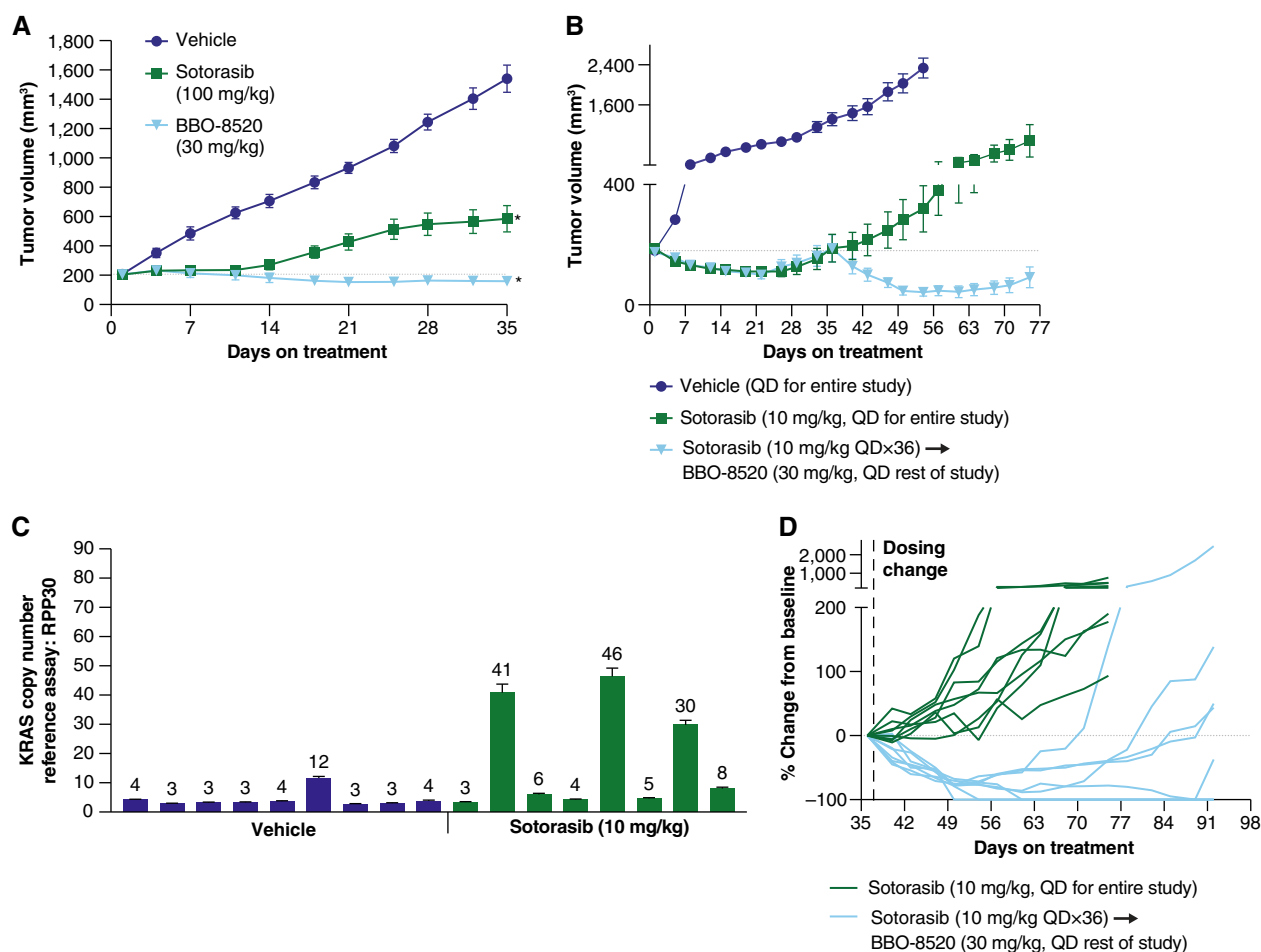 A
Tumor volume (mm³)
1,800
1,600
1,400
1,200
1,000
800
600
400
200
0
Vehicle
Sotorasib
(100 mg/kg)
BBO-8520
(30 mg/kg)
*
*
0 7 14 21 28 35
Days on treatment
B
Tumor volume (mm³)
2,400
1,600
400
0
0 7 14 21 28 35 42 49 56 63 70 77
Days on treatment
Vehicle (QD for entire study)
Sotorasib (10 mg/kg, QD for entire study)
Sotorasib (10 mg/kg QD×36) →
BBO-8520 (30 mg/kg, QD rest of study)
C
KRAS copy number
reference assay: RPP30
90
80
70
60
50
40
30
20
10
0
4 3 3 3 4 12 3 3 4 3 41 6 4 46 5 30 8
Vehicle
Sotorasib (10 mg/kg)
D
% Change from baseline
2,000
1,000
200
100
0
−100
Dosing
change
35 42 49 56 63 70 77 84 91 98
Days on treatment
Sotorasib (10 mg/kg, QD for entire study)
Sotorasib (10 mg/kg QD×36) →
BBO-8520 (30 mg/kg, QD rest of study)